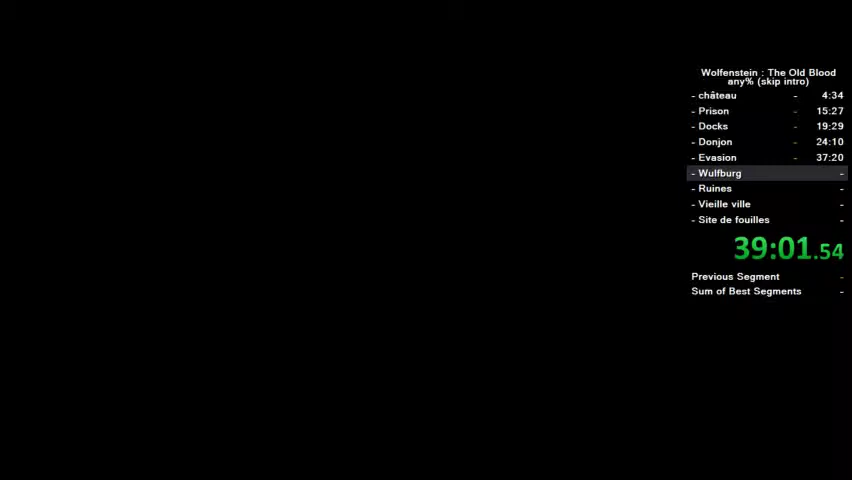 Wolfenstein : The Old Blood
any% (skip intro)
- château - 4:34
- Prison - 15:27
- Docks - 19:29
- Donjon - 24:10
- Evasion - 37:20
- Wulfburg -
- Ruines -
- Vieille ville -
- Site de fouilles -
39:01.54
Previous Segment -
Sum of Best Segments -